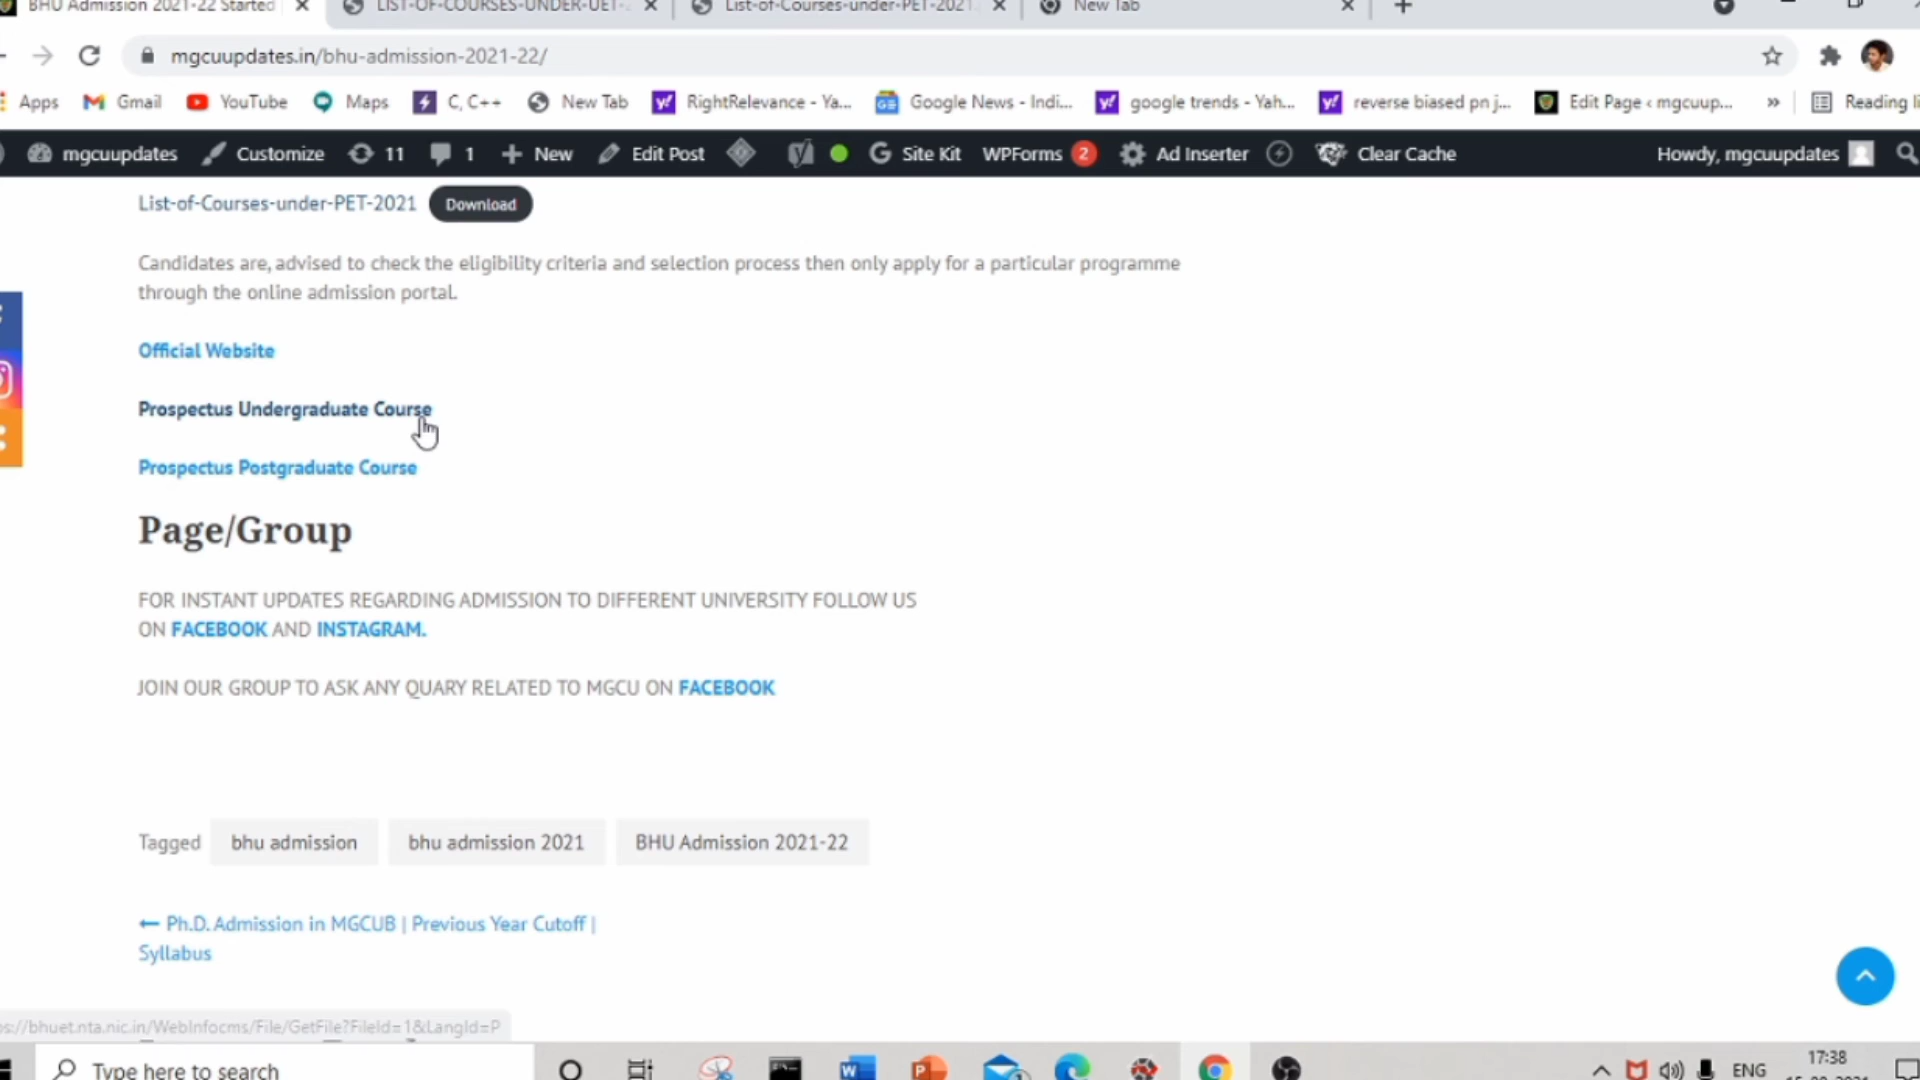 BHU Admission 2021-22 Started
LIST-OF-COURSES-UNDER-UET-
List-of-Courses-under-PET-2021
New Tab
mgcuupdates.in/bhu-admission-2021-22/
Apps
Gmail
YouTube
Maps
C, C++
New Tab
RightRelevance - Ya...
Google News - Indi...
google trends - Yah...
reverse biased pn j...
Edit Page ‹ mgcuup...
»
Reading li
mgcuupdates
Customize
11
1
New
Edit Post
Site Kit
WPForms 2
Ad Inserter
Clear Cache
Howdy, mgcuupdates
List-of-Courses-under-PET-2021
Download
Candidates are, advised to check the eligibility criteria and selection process then only apply for a particular programme
through the online admission portal.
Official Website
Prospectus Undergraduate Course
Prospectus Postgraduate Course
Page/Group
FOR INSTANT UPDATES REGARDING ADMISSION TO DIFFERENT UNIVERSITY FOLLOW US
ON FACEBOOK AND INSTAGRAM.
JOIN OUR GROUP TO ASK ANY QUARY RELATED TO MGCU ON FACEBOOK
Tagged
bhu admission
bhu admission 2021
BHU Admission 2021-22
← Ph.D. Admission in MGCUB | Previous Year Cutoff |
Syllabus
ps://bhuet.nta.nic.in/WebInfocms/File/GetFile?FileId=1&LangId=P
Type here to search
ENG
17:38